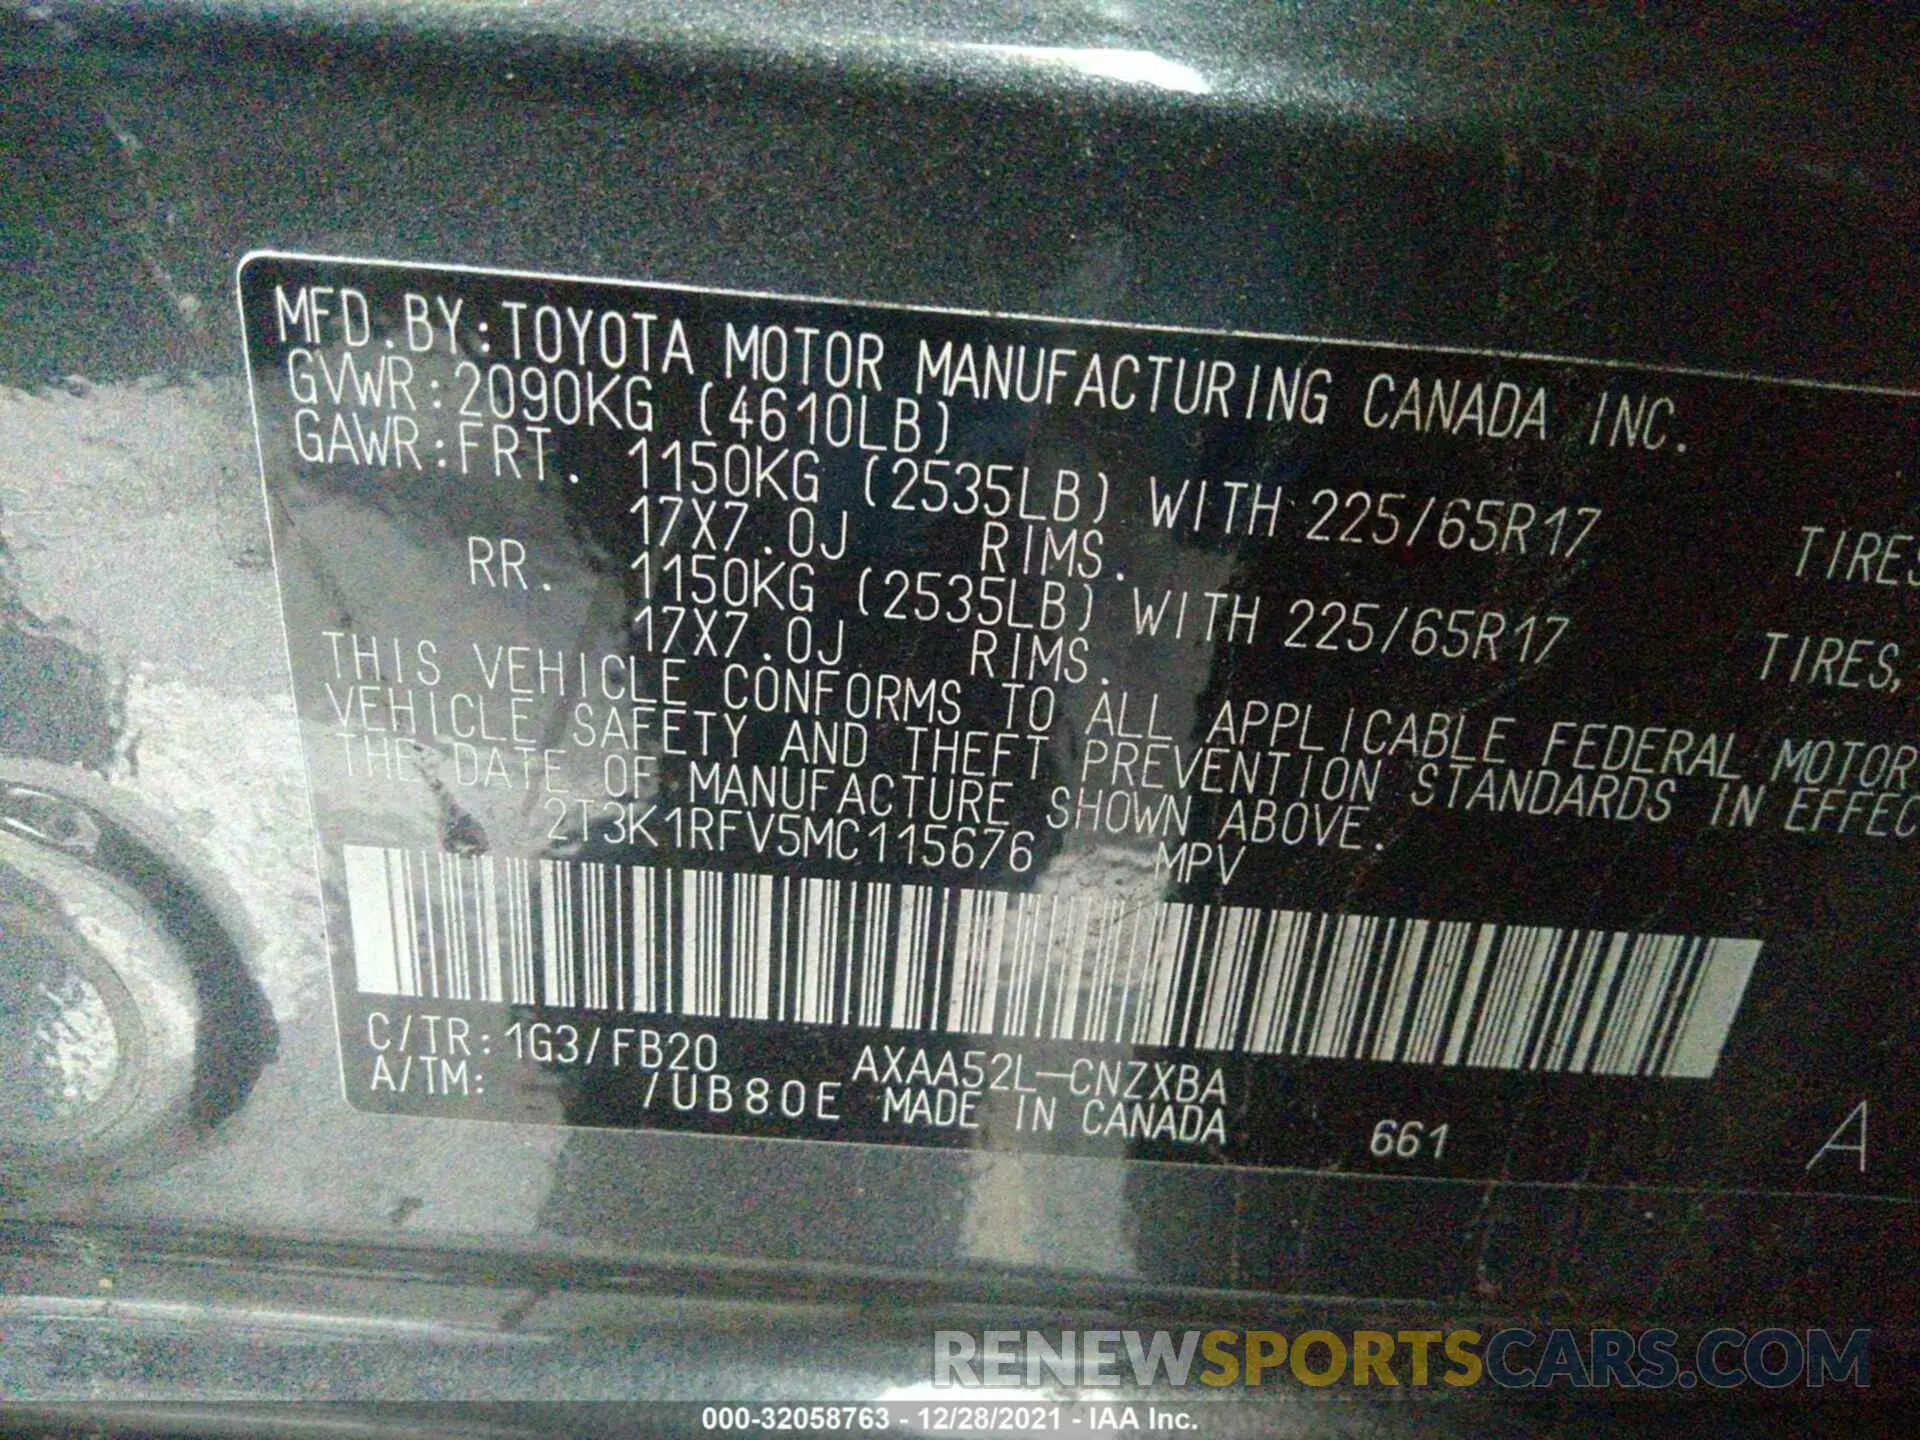 MFD.BY:TOYOTA MOTOR MANUFACTURING CANADA INC.
GVWR:2090KG (4610LB)
GAWR:FRT. 1150KG (2535LB) WITH 225/65R17 TIRES
17X7.0J RIMS.
RR. 1150KG (2535LB) WITH 225/65R17 TIRES,
17X7.0J RIMS.
THIS VEHICLE CONFORMS TO ALL APPLICABLE FEDERAL MOTOR
VEHICLE SAFETY AND THEFT PREVENTION STANDARDS IN EFFEC
THE DATE OF MANUFACTURE SHOWN ABOVE.
2T3K1RFV5MC115676 MPV
C/TR:1G3/FB20 AXAA52L-CNZXBA
A/TM: /UB80E MADE IN CANADA 661 A
RENEWSPORTSCARS.COM
000-32058763 - 12/28/2021 - IAA Inc.